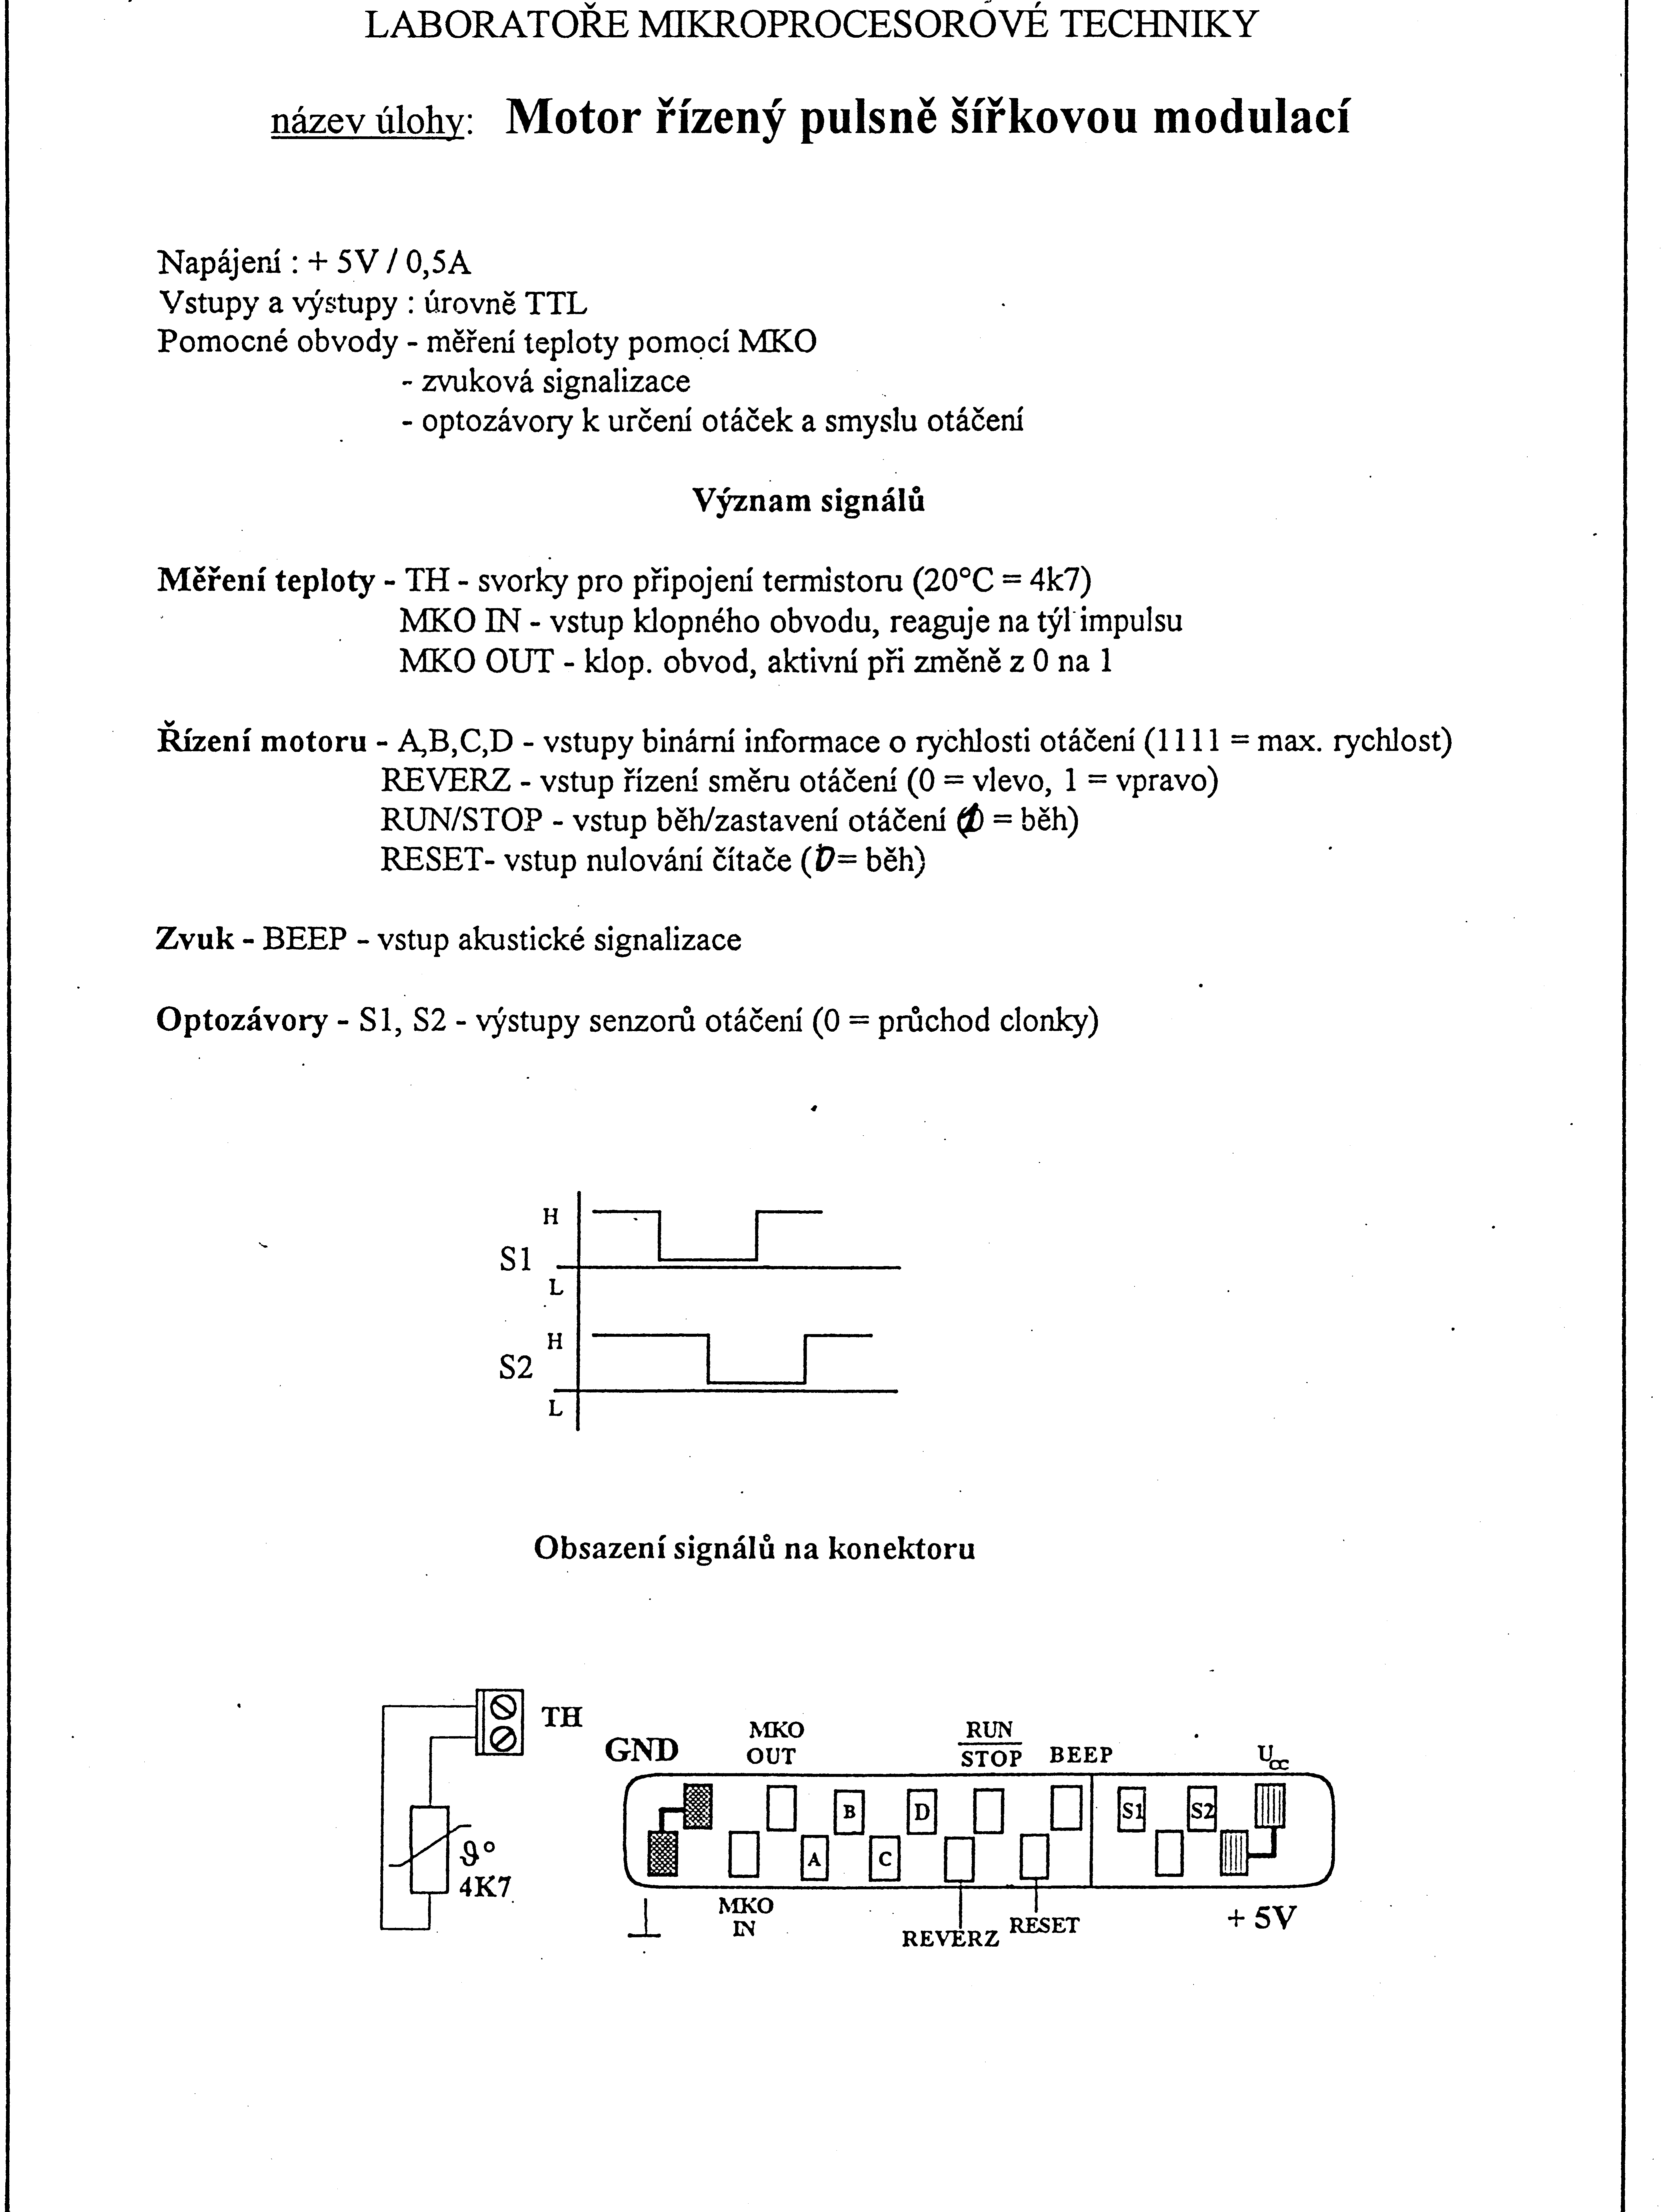 LABORATOŘE MIKROPROCESOROVÉ TECHNIKY
název úlohy: Motor řízený pulsně šířkovou modulací
Napájení : + 5V / 0,5A
Vstupy a výstupy : úrovně TTL
Pomocné obvody - měření teploty pomocí MKO
- zvuková signalizace
- optozávory k určení otáček a smyslu otáčení
Význam signálů
Měření teploty - TH - svorky pro připojení termistoru (20°C = 4k7)
MKO IN - vstup klopného obvodu, reaguje na týl impulsu
MKO OUT - klop. obvod, aktivní při změně z 0 na 1
Řízení motoru - A,B,C,D - vstupy binární informace o rychlosti otáčení (1111 = max. rychlost)
REVERZ - vstup řízení směru otáčení (0 = vlevo, 1 = vpravo)
RUN/STOP - vstup běh/zastavení otáčení ( = běh)
RESET- vstup nulování čítače (0= běh)
Zvuk - BEEP - vstup akustické signalizace
Optozávory - S1, S2 - výstupy senzorů otáčení (0 = průchod clonky)
H
S1
L
H
S2
L
Obsazení signálů na konektoru
TH
ϑ°
4K7
GND
MKO
OUT
RUN
STOP
BEEP
Ucc
B
D
S1
S2
A
C
MKO
IN
REVERZ
RESET
+ 5V